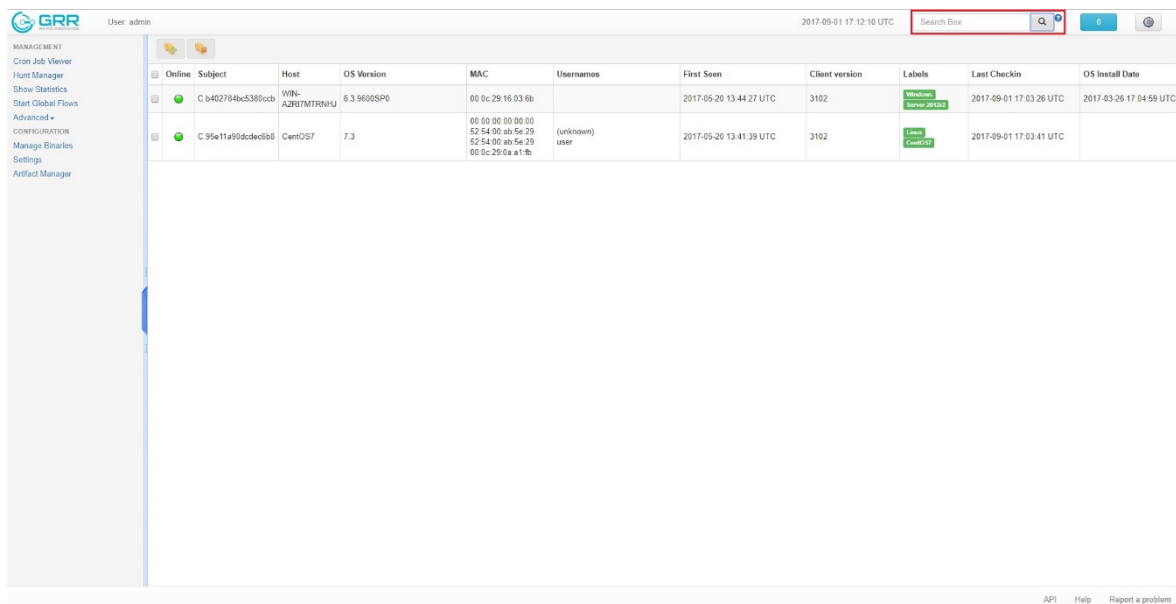 GRR
User: admin
2017-09-01 17:12:10 UTC
Search Box
0
MANAGEMENT
Cron Job Viewer
Hunt Manager
Show Statistics
Start Global Flows
Advanced
CONFIGURATION
Manage Binaries
Settings
Artifact Manager
Online Subject Host OS Version MAC Usernames First Seen Client version Labels Last Checkin OS Install Date
C.b402784bc5380ccb WIN-A2RI7MTRNHJ 6.3.9600SP0 00:0c:29:16:03:6b 2017-05-20 13:44:27 UTC 3102 Windows Server 2012r2 2017-09-01 17:03:26 UTC 2017-03-26 17:04:59 UTC
C.95e11a90dcdec6b8 CentOS7 7.3
00:00:00:00:00:00
52:54:00:ab:5e:29
52:54:00:ab:5e:29
00:0c:29:0a:a1:fb
(unknown)
user
2017-05-20 13:41:39 UTC 3102
Linux
CentOS7
2017-09-01 17:03:41 UTC
API Help Report a problem